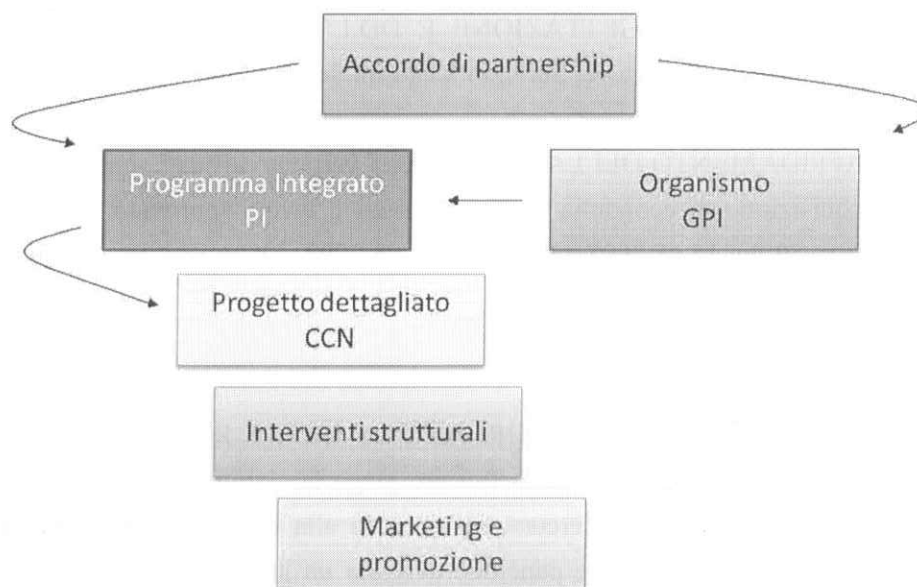 Accordo di partnership
Programma Integrato
PI
Organismo
GPI
Progetto dettagliato
CCN
Interventi strutturali
Marketing e
promozione